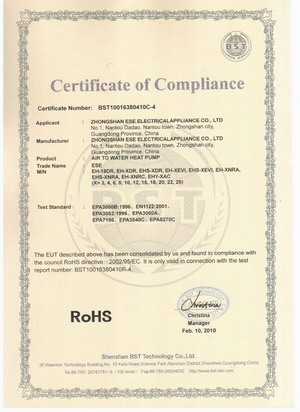 BST
Certificate of Compliance
Certificate Number: BST10016380410C-4
Applicant : ZHONGSHAN ESE ELECTRICALAPPLIANCE CO., LTD
No.1, Nantou Dadao, Nantou town, Zhongshan city,
Guangdong Province, China
Manufacturer : ZHONGSHAN ESE ELECTRICALAPPLIANCE CO., LTD
No.1, Nantou Dadao, Nantou town, Zhongshan city,
Guangdong Province, China
Product : AIR TO WATER HEAT PUMP
Trade Name : ESE
M/N : EH-18DR, EH-XDR, EHS-XDR, EH-XEVI, EHS-XEVI, EH-XNRA,
EHS-XNRA, EH-XNRC, EHY-XAC
(X= 3, 4, 6, 8, 10, 12, 15, 18, 20, 22, 25)
Test Standard : EPA3050B:1996, EN1122:2001,
EPA3052:1996, EPA3060A,
EPA7196, EPA3540C, EPA8270C
The EUT described above has been consolidated by us and found in compliance with
the council RoHS directive 2002/95/EC. It is only valid in connection with the test
report number: BST10016380410R-4.
RoHS
Christina
Christina
Manager
Feb. 10, 2010
Shenzhen BST Technology Co.,Ltd.